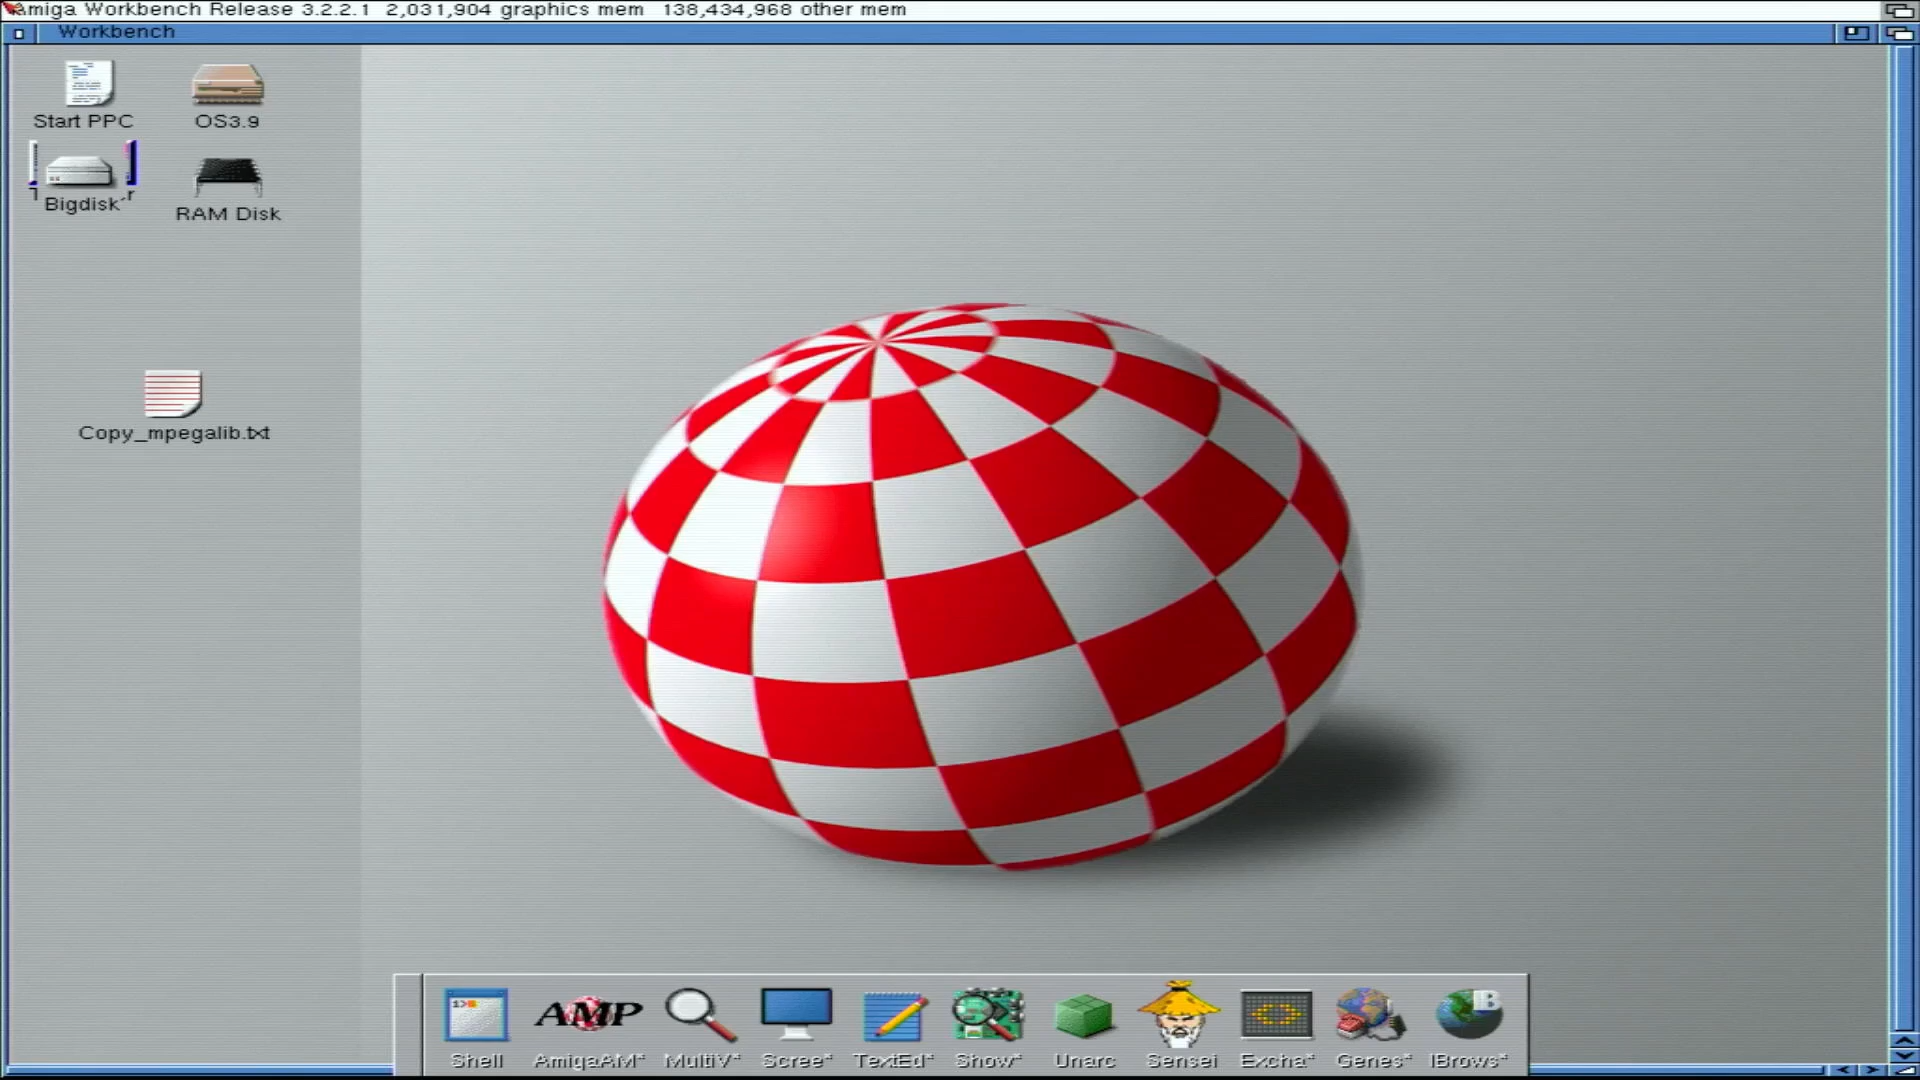 Amiga Workbench Release 3.2.2.1 2,031,904 graphics mem 138,434,968 other mem
Workbench
Start PPC
OS3.9
Bigdisk
RAM Disk
Copy_mpegalib.txt
1>
AMP
B
Shell
AmigaAM*
MultiV*
Scree*
TextEd*
Show*
Unarc
Sensei
Excha*
Genes*
IBrows*